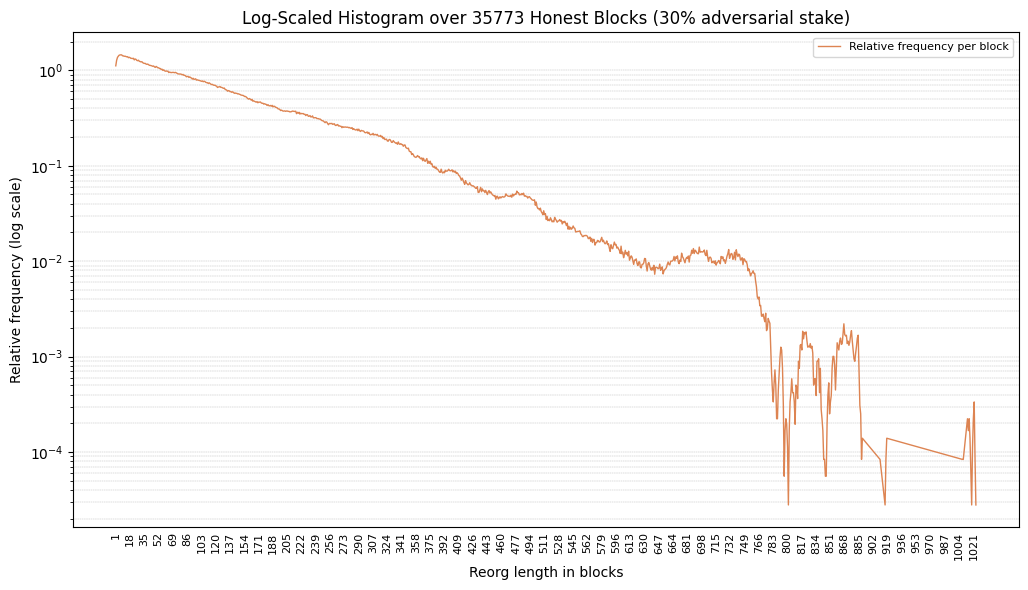 Log-Scaled Histogram over 35773 Honest Blocks (30% adversarial stake)
Relative frequency per block
Relative frequency (log scale)
10⁰
10⁻¹
10⁻²
10⁻³
10⁻⁴
1 18 35 52 69 86 103 120 137 154 171 188 205 222 239 256 273 290 307 324 341 358 375 392 409 426 443 460 477 494 511 528 545 562 579 596 613 630 647 664 681 698 715 732 749 766 783 800 817 834 851 868 885 902 919 936 953 970 987 1004 1021
Reorg length in blocks